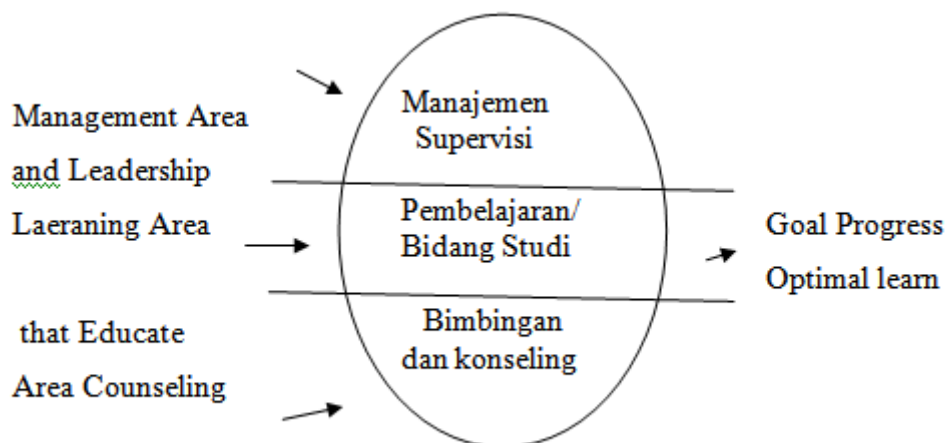 Management Area
and Leadership
Laeraning Area
that Educate
Area Counseling
Manajemen
Supervisi
Pembelajaran/
Bidang Studi
Bimbingan
dan konseling
Goal Progress
Optimal learn